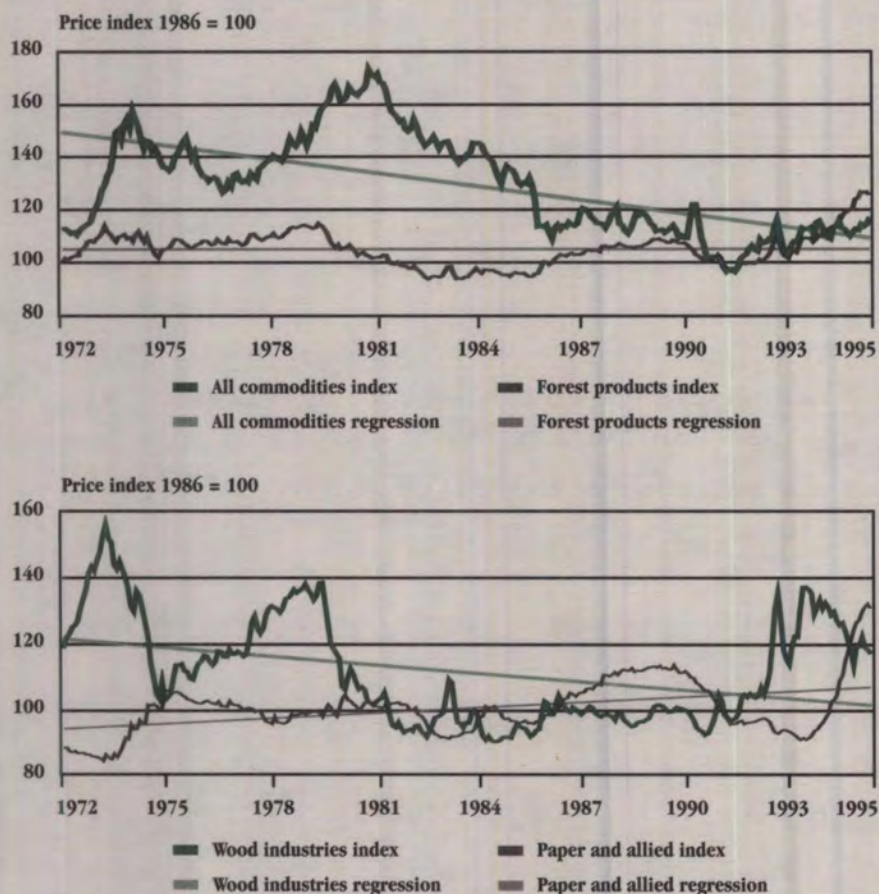 Price index 1986 = 100
180
160
140
120
100
80
1972 1975 1978 1981 1984 1987 1990 1993 1995
All commodities index Forest products index
All commodities regression Forest products regression
Price index 1986 = 100
160
140
120
100
80
1972 1975 1978 1981 1984 1987 1990 1993 1995
Wood industries index Paper and allied index
Wood industries regression Paper and allied regression